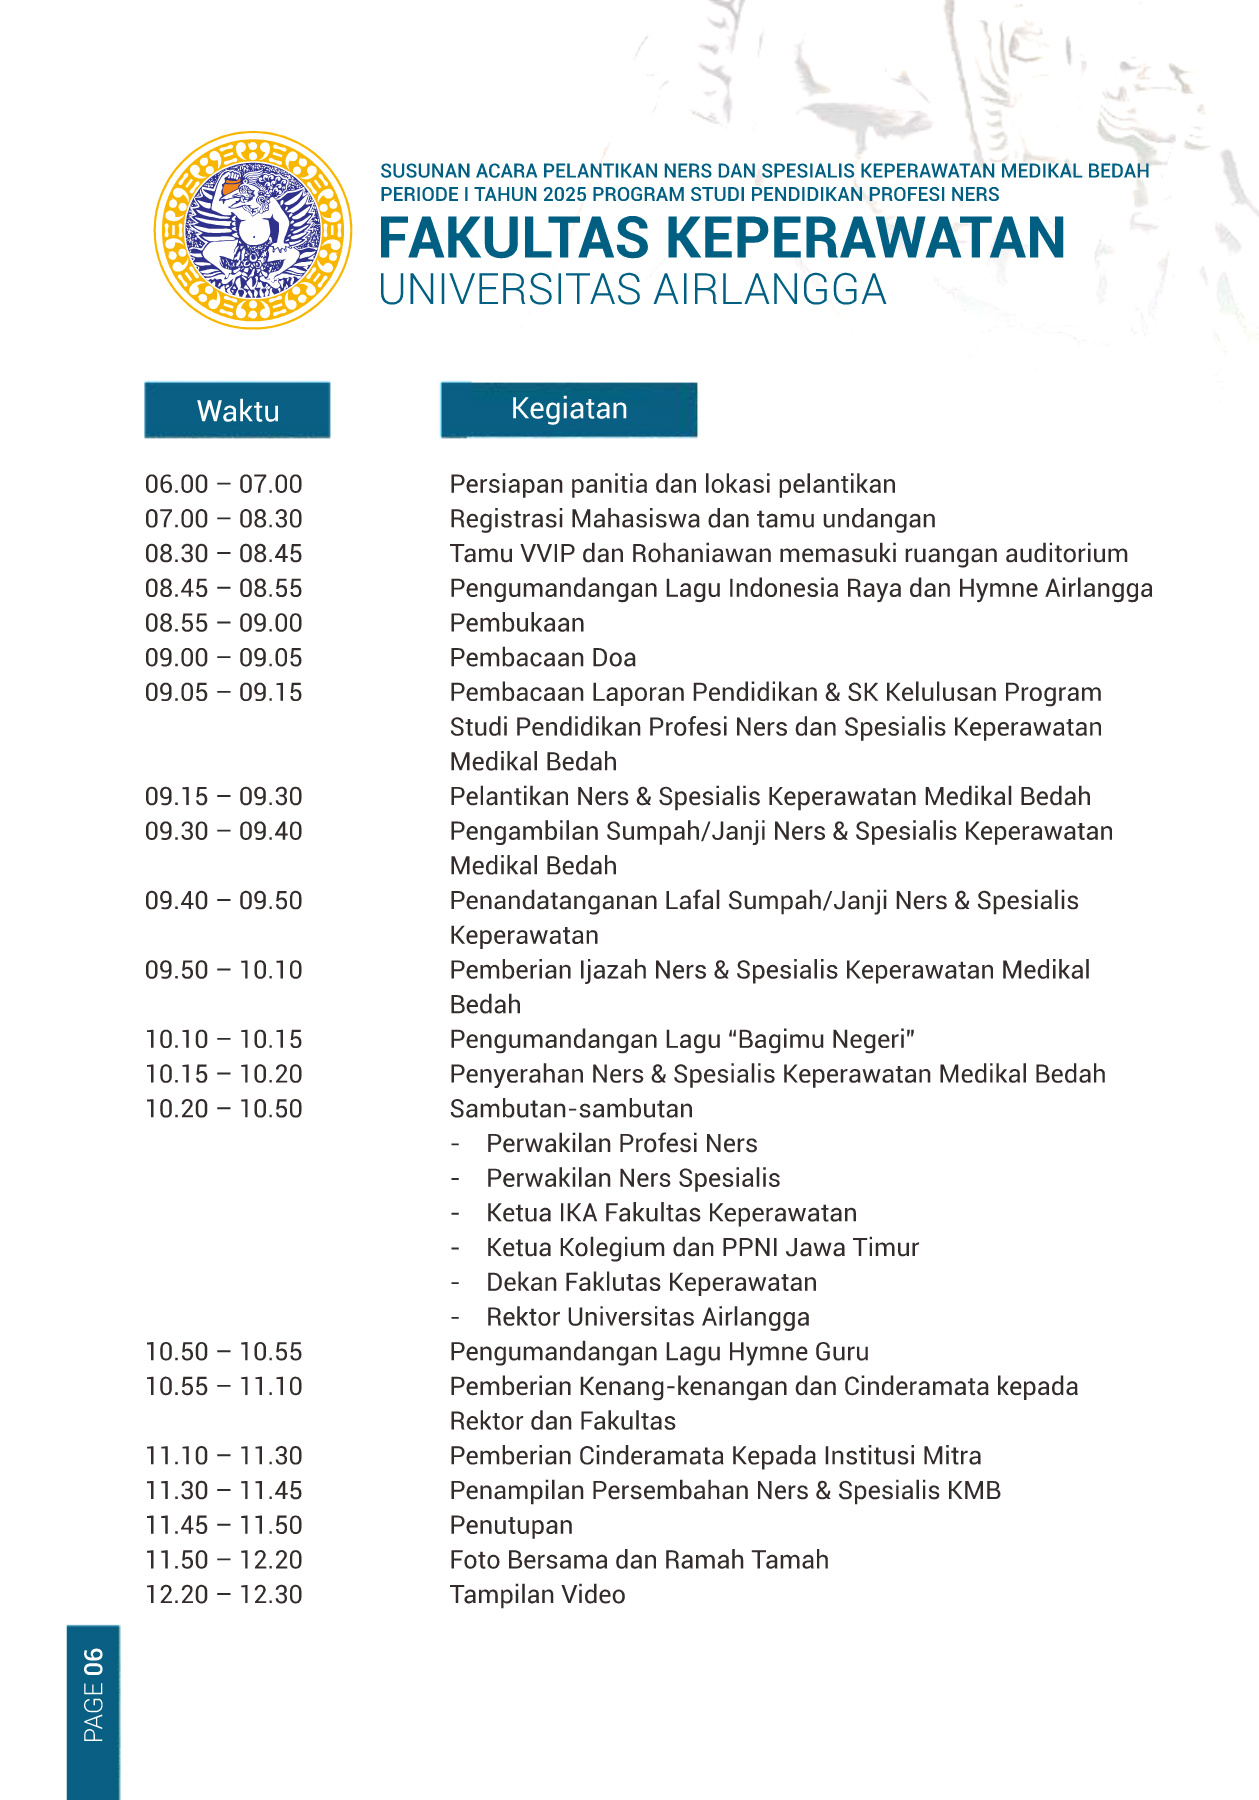 SUSUNAN ACARA PELANTIKAN NERS DAN SPESIALIS KEPERAWATAN MEDIKAL BEDAH
PERIODE I TAHUN 2025 PROGRAM STUDI PENDIDIKAN PROFESI NERS
FAKULTAS KEPERAWATAN
UNIVERSITAS AIRLANGGA
Waktu Kegiatan
06.00 – 07.00 Persiapan panitia dan lokasi pelantikan
07.00 – 08.30 Registrasi Mahasiswa dan tamu undangan
08.30 – 08.45 Tamu VVIP dan Rohaniawan memasuki ruangan auditorium
08.45 – 08.55 Pengumandangan Lagu Indonesia Raya dan Hymne Airlangga
08.55 – 09.00 Pembukaan
09.00 – 09.05 Pembacaan Doa
09.05 – 09.15 Pembacaan Laporan Pendidikan & SK Kelulusan Program
Studi Pendidikan Profesi Ners dan Spesialis Keperawatan
Medikal Bedah
09.15 – 09.30 Pelantikan Ners & Spesialis Keperawatan Medikal Bedah
09.30 – 09.40 Pengambilan Sumpah/Janji Ners & Spesialis Keperawatan
Medikal Bedah
09.40 – 09.50 Penandatanganan Lafal Sumpah/Janji Ners & Spesialis
Keperawatan
09.50 – 10.10 Pemberian Ijazah Ners & Spesialis Keperawatan Medikal
Bedah
10.10 – 10.15 Pengumandangan Lagu “Bagimu Negeri”
10.15 – 10.20 Penyerahan Ners & Spesialis Keperawatan Medikal Bedah
10.20 – 10.50 Sambutan-sambutan
- Perwakilan Profesi Ners
- Perwakilan Ners Spesialis
- Ketua IKA Fakultas Keperawatan
- Ketua Kolegium dan PPNI Jawa Timur
- Dekan Faklutas Keperawatan
- Rektor Universitas Airlangga
10.50 – 10.55 Pengumandangan Lagu Hymne Guru
10.55 – 11.10 Pemberian Kenang-kenangan dan Cinderamata kepada
Rektor dan Fakultas
11.10 – 11.30 Pemberian Cinderamata Kepada Institusi Mitra
11.30 – 11.45 Penampilan Persembahan Ners & Spesialis KMB
11.45 – 11.50 Penutupan
11.50 – 12.20 Foto Bersama dan Ramah Tamah
12.20 – 12.30 Tampilan Video
PAGE 06